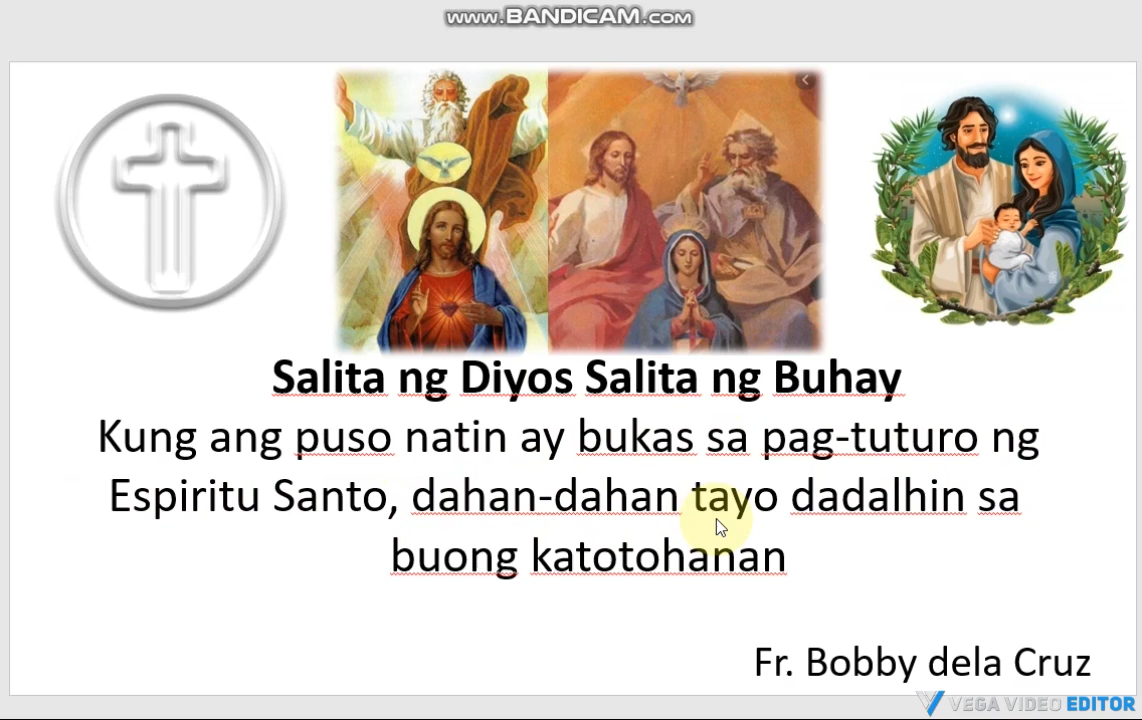 www.BANDICAM.com
Salita ng Diyos Salita ng Buhay
Kung ang puso natin ay bukas sa pag-tuturo ng
Espiritu Santo, dahan-dahan tayo dadalhin sa
buong katotohanan
Fr. Bobby dela Cruz
VEGA VIDEO EDITOR